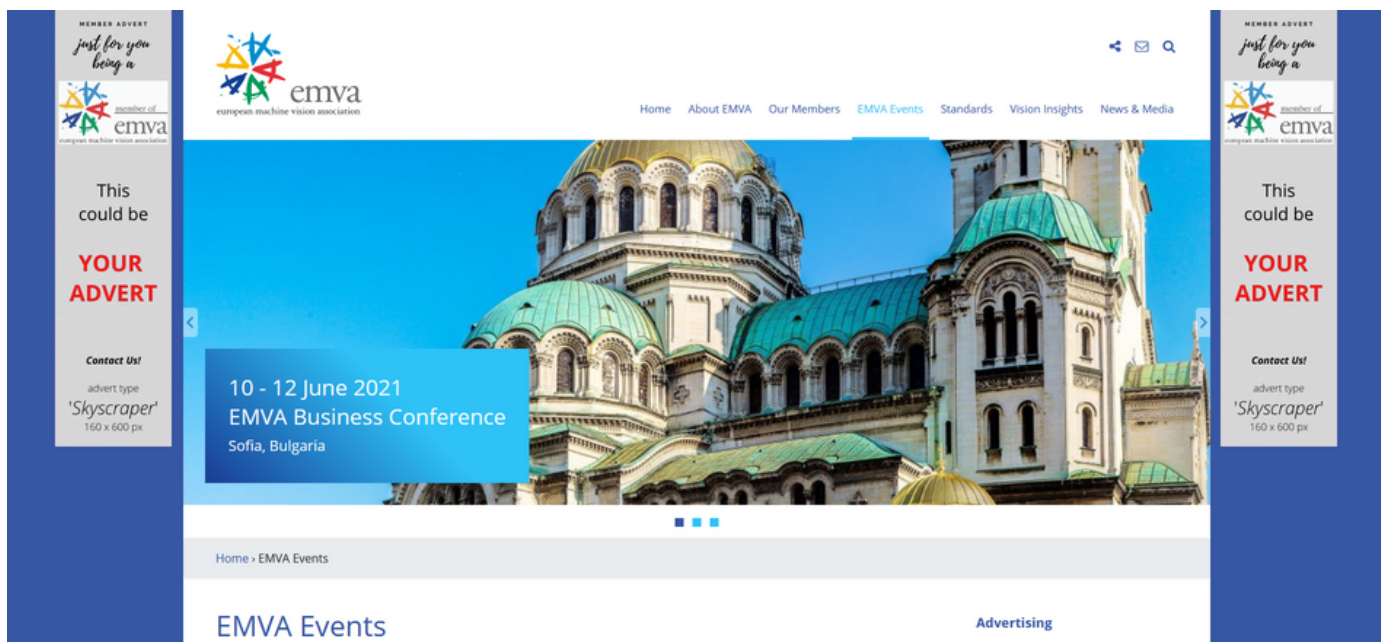 MEMBER ADVERT
just for you
being a
member of
emva
european machine vision association
This
could be
YOUR
ADVERT
Contact Us!
advert type
'Skyscraper'
160 x 600 px
emva
european machine vision association
Home About EMVA Our Members EMVA Events Standards Vision Insights News & Media
10 - 12 June 2021
EMVA Business Conference
Sofia, Bulgaria
Home › EMVA Events
EMVA Events
Advertising
MEMBER ADVERT
just for you
being a
member of
emva
european machine vision association
This
could be
YOUR
ADVERT
Contact Us!
advert type
'Skyscraper'
160 x 600 px